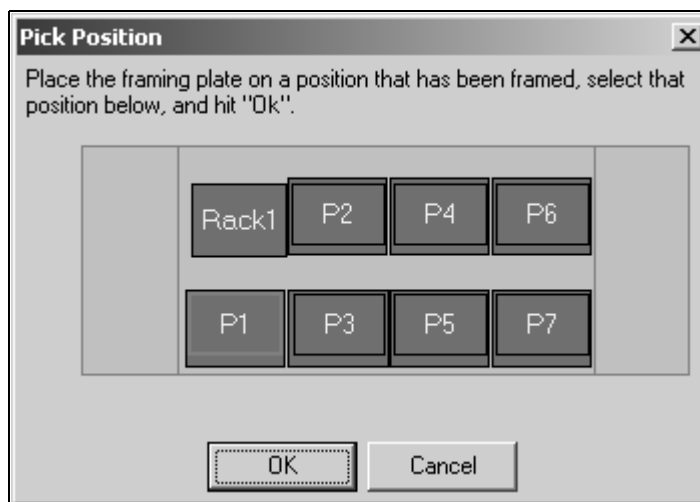 Pick Position
Place the framing plate on a position that has been framed, select that
position below, and hit "Ok".
Rack1 P2 P4 P6
P1 P3 P5 P7
OK Cancel